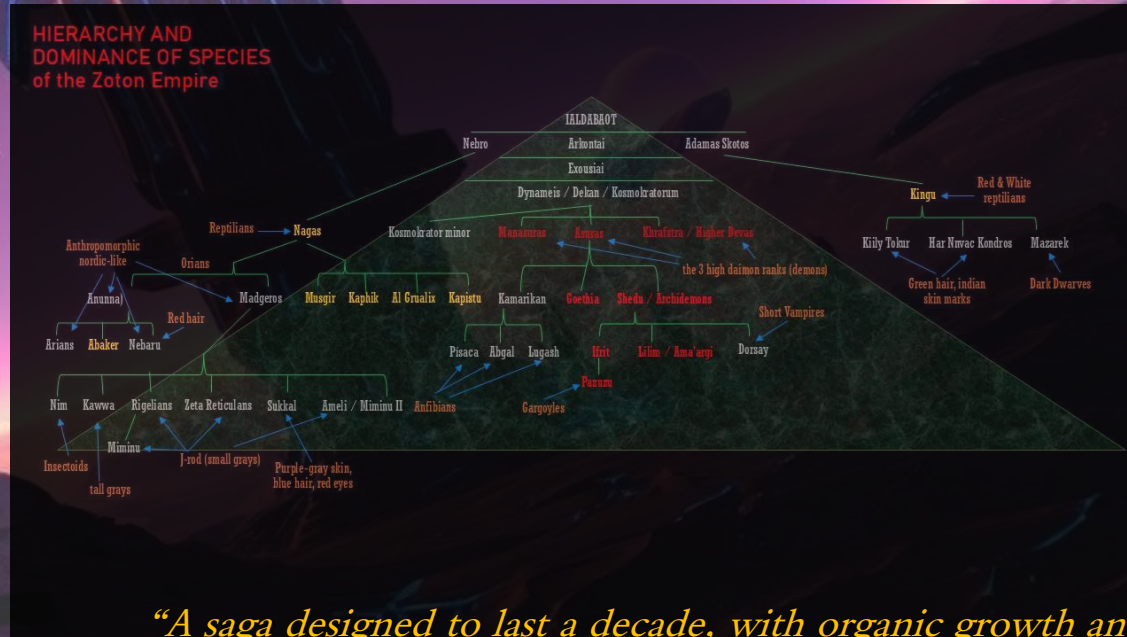 HIERARCHY AND
DOMINANCE OF SPECIES
of the Zoton Empire
IALDABAOT
Nebro
Arkontai
Adamas Skotos
Exousiai
Dynameis / Dekan / Kosmokratorum
Kingu
Red & White
reptilians
Reptilians
Nagas
Kosmokrator minor
Manasuras
Asuras
Khrafstra / Higher Devas
Kiily Tokur
Har Nrvac Kondros
Mazarek
Anthropomorphic
nordic-like
Orians
the 3 high daimon ranks (demons)
Green hair, indian
skin marks
Dark Dwarves
Anunna)
Madgeros
Musgir
Kaphik
Al Grualix
Kapistu
Kamarikan
Goethia
Shedu / Archidemons
Red hair
Short Vampires
Arians
Abaker
Nebaru
Pisaca
Abgal
Lugash
Ifrit
Lilim / Ama'argi
Dorsay
Pazuzu
Nim
Kawwa
Rigelians
Zeta Reticulans
Sukkal
Ameli / Miminu II
Anfibians
Gargoyles
Miminu
Insectoids
J-rod (small grays)
Purple-gray skin,
blue hair, red eyes
tall grays
“A saga designed to last a decade, with organic growth an